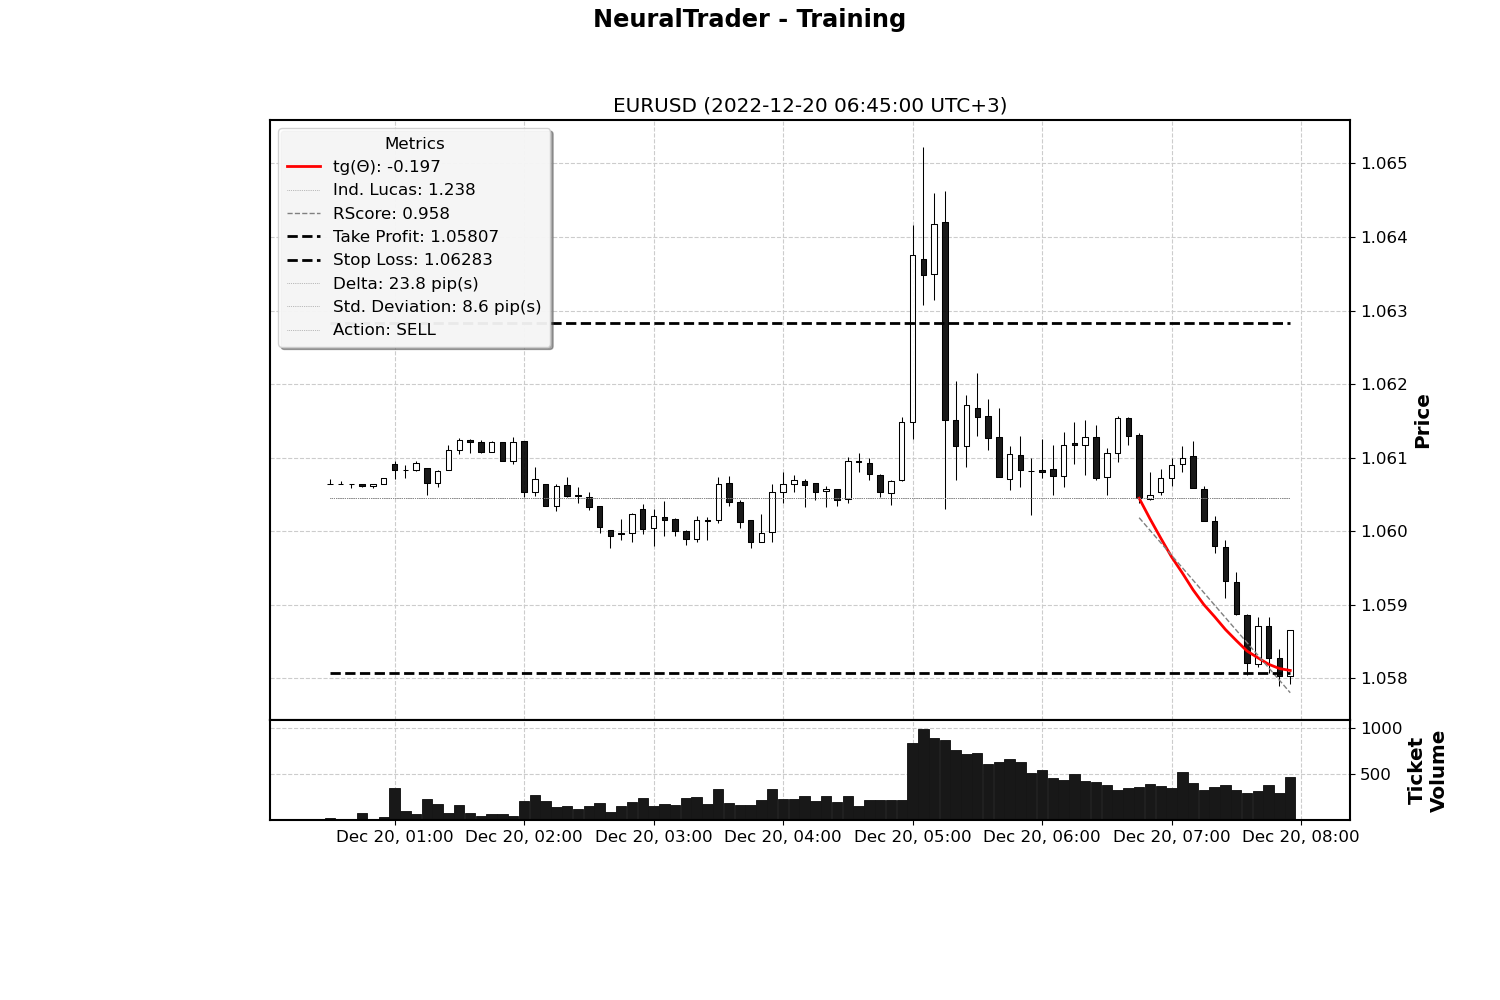 NeuralTrader - Training
EURUSD (2022-12-20 06:45:00 UTC+3)
Metrics
tg(Θ): -0.197
Ind. Lucas: 1.238
RScore: 0.958
Take Profit: 1.05807
Stop Loss: 1.06283
Delta: 23.8 pip(s)
Std. Deviation: 8.6 pip(s)
Action: SELL
1.065
1.064
1.063
1.062
1.061
1.060
1.059
1.058
Price
1000
500
Ticket
Volume
Dec 20, 01:00 Dec 20, 02:00 Dec 20, 03:00 Dec 20, 04:00 Dec 20, 05:00 Dec 20, 06:00 Dec 20, 07:00 Dec 20, 08:00